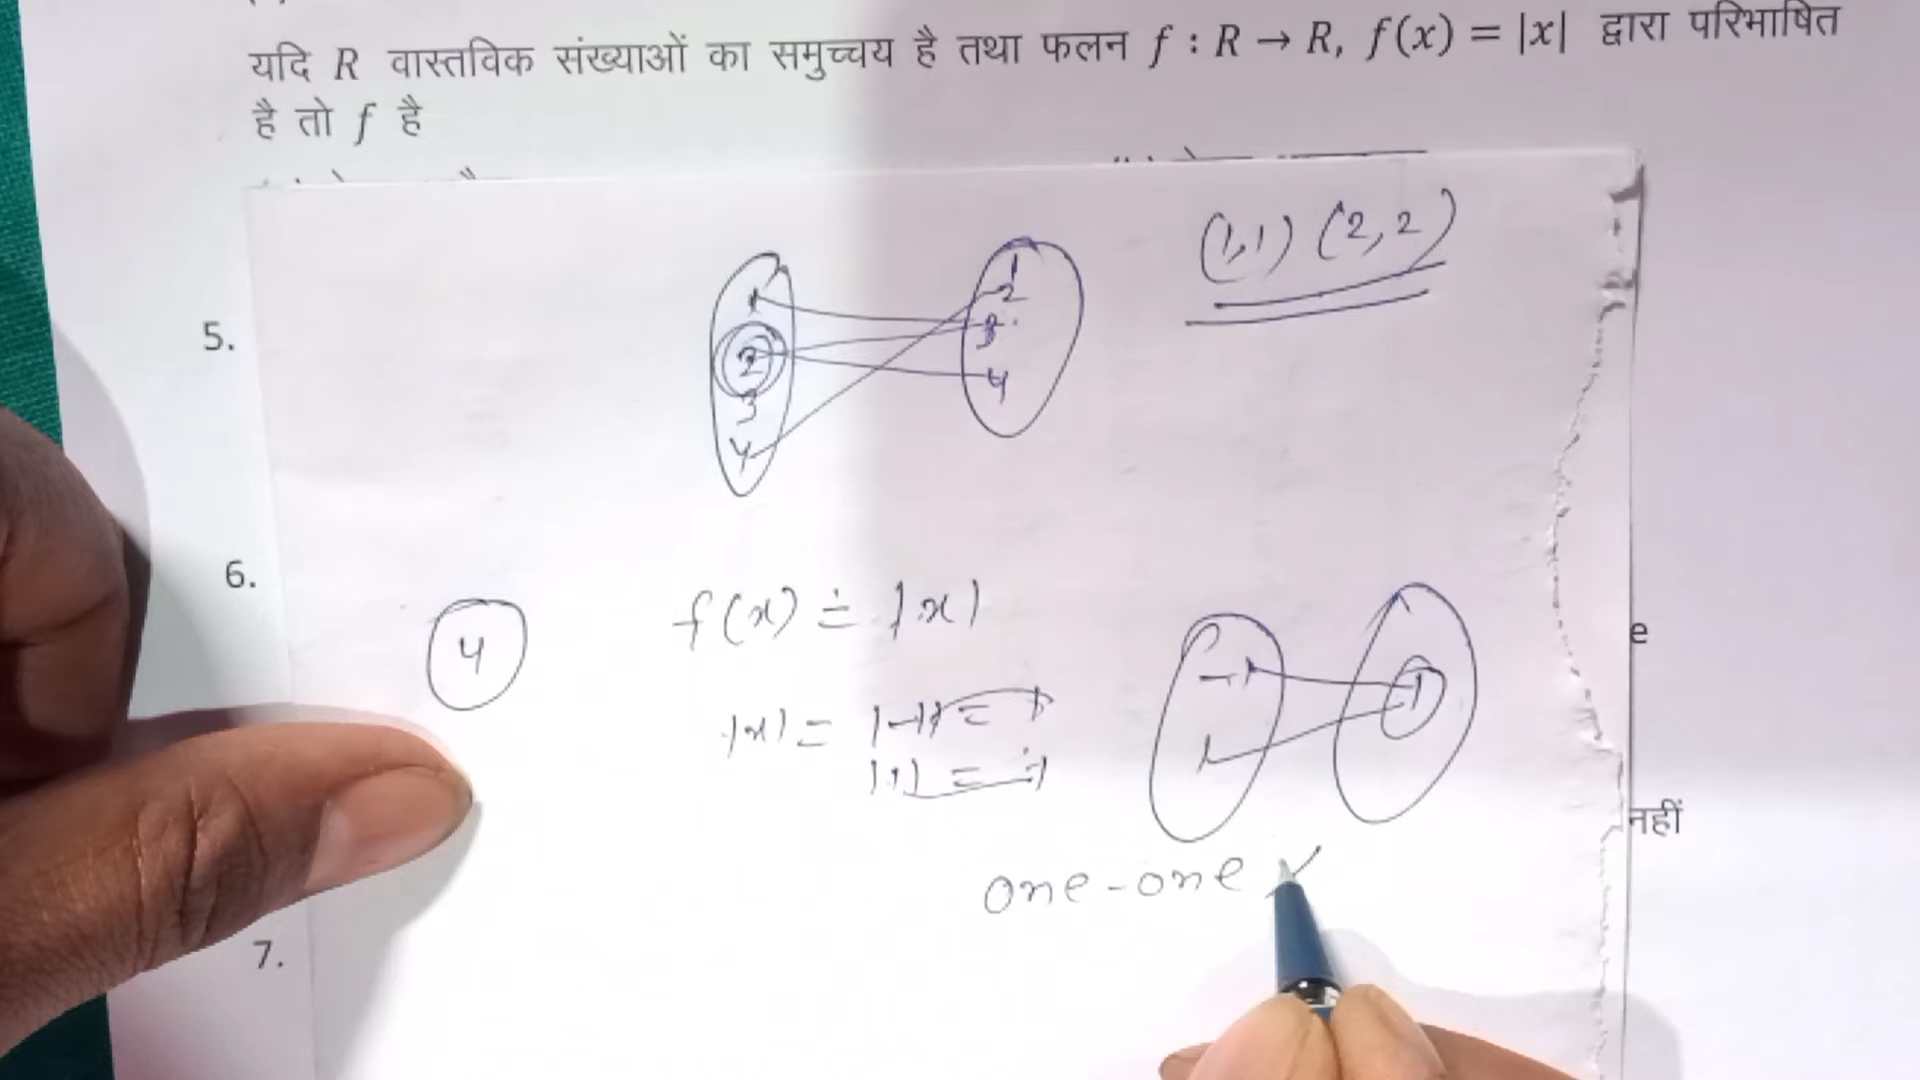 यदि R वास्तविक संख्याओं का समुच्चय है तथा फलन f : R → R, f(x) = |x| द्वारा परिभाषित
है तो f है
(1,1) (2,2)
1
2
3
4
1
2
3
4
5.
6.
e
4
f(x) = |x|
|x| = |-1| = 1
|1| = 1
-1
1
1
नहीं
one-one
7.